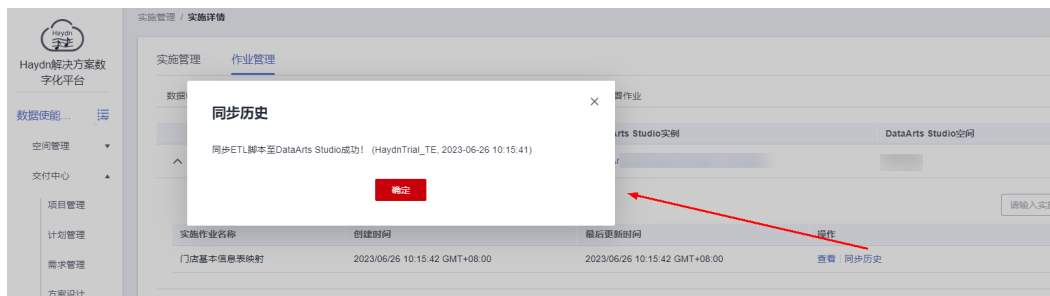 实施管理 / 实施详情
Haydn
Haydn解决方案数
字化平台
实施管理
作业管理
数据
置作业
同步历史
数据使能...
rts Studio实例
DataArts Studio空间
空间管理
同步ETL脚本至DataArts Studio成功！ (HaydnTrial_TE, 2023-06-26 10:15:41)
交付中心
确定
项目管理
请输入实施
计划管理
实施作业名称
创建时间
最后更新时间
操作
需求管理
门店基本信息表映射
2023/06/26 10:15:42 GMT+08:00
2023/06/26 10:15:42 GMT+08:00
查看
同步历史
方案设计